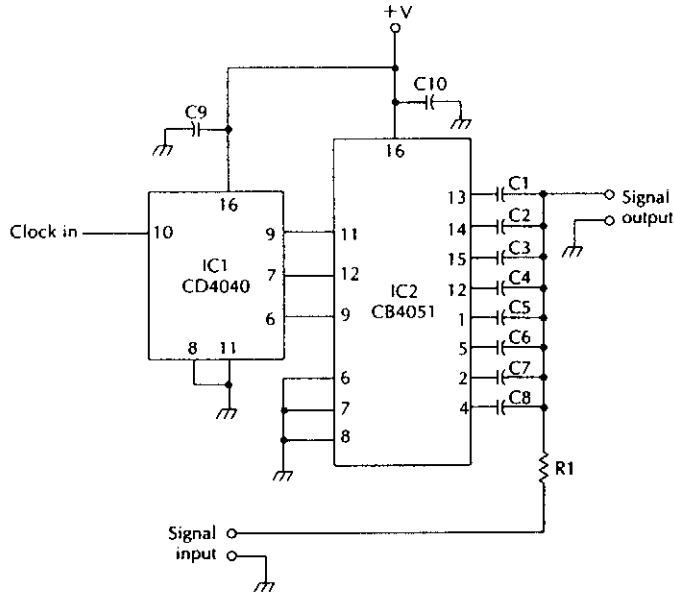 +V
C9
C10
16
16
Clock in
10
9
7
6
IC1
CD4040
8
11
11
12
9
6
7
8
IC2
CB4051
13
14
15
12
1
5
2
4
C1
C2
C3
C4
C5
C6
C7
C8
Signal
output
R1
Signal
input